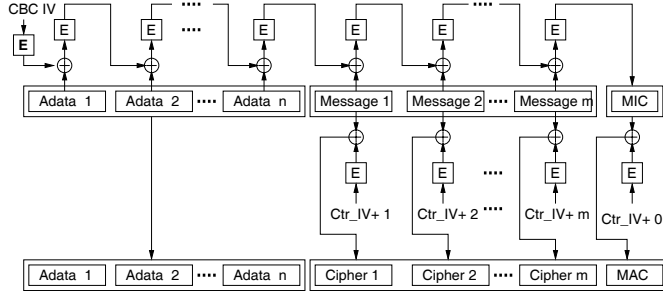 CBC IV
E E E E E E E
Adata 1 Adata 2 Adata n Message 1 Message 2 Message m MIC
E E E E
Ctr_IV+ 1 Ctr_IV+ 2 Ctr_IV+ m Ctr_IV+ 0
Adata 1 Adata 2 Adata n Cipher 1 Cipher 2 Cipher m MAC